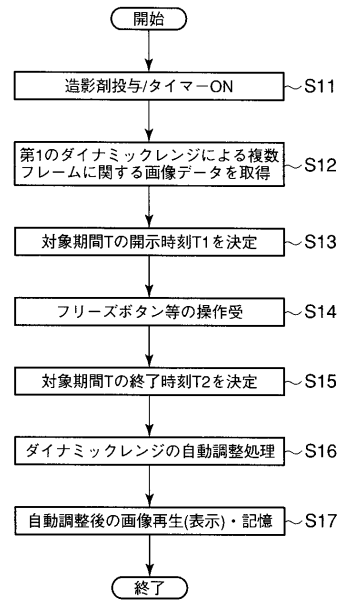 開始
造影剤投与/タイマーON
S11
第1のダイナミックレンジによる複数
フレームに関する画像データを取得
S12
対象期間Tの開示時刻T1を決定
S13
フリーズボタン等の操作受
S14
対象期間Tの終了時刻T2を決定
S15
ダイナミックレンジの自動調整処理
S16
自動調整後の画像再生(表示)・記憶
S17
終了